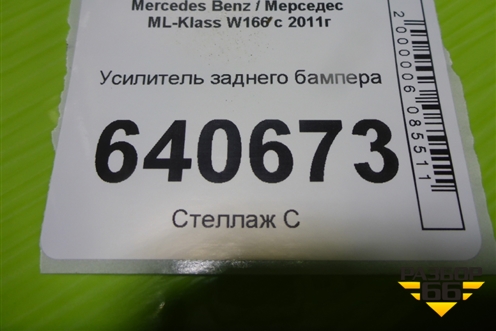 Mercedes Benz / Мерседес
ML-Klass W166 с 2011г
Усилитель заднего бампера
640673
Стеллаж С
2000006085511
РАЗБОР
66